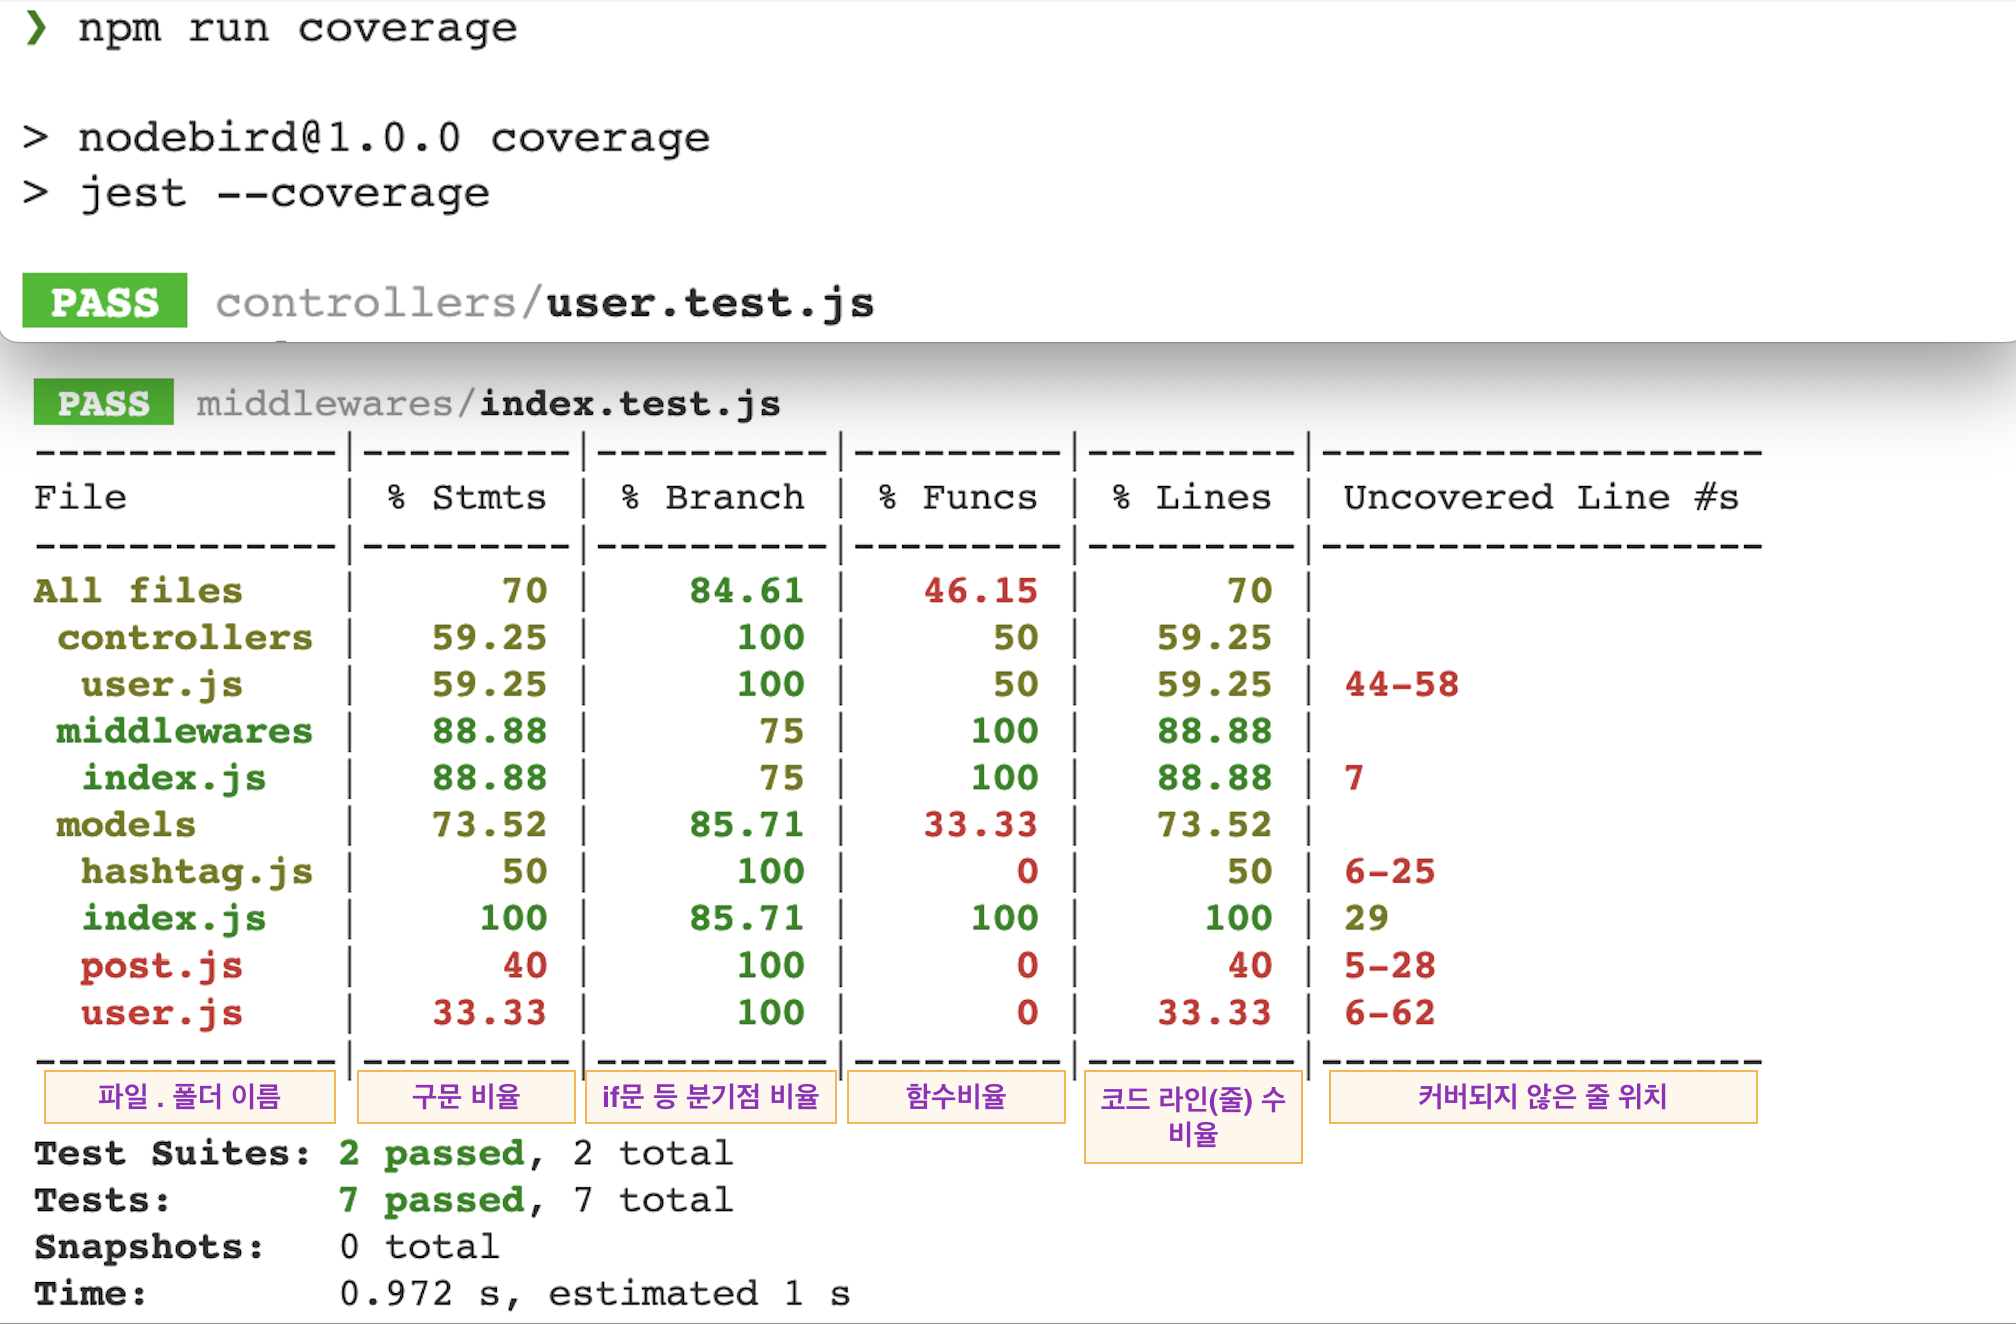 ❯ npm run coverage
> nodebird@1.0.0 coverage
> jest --coverage
PASS controllers/user.test.js
PASS middlewares/index.test.js
-------------|---------|----------|---------|---------|-------------------
File | % Stmts | % Branch | % Funcs | % Lines | Uncovered Line #s
-------------|---------|----------|---------|---------|-------------------
All files | 70 | 84.61 | 46.15 | 70 |
controllers | 59.25 | 100 | 50 | 59.25 |
user.js | 59.25 | 100 | 50 | 59.25 | 44-58
middlewares | 88.88 | 75 | 100 | 88.88 |
index.js | 88.88 | 75 | 100 | 88.88 | 7
models | 73.52 | 85.71 | 33.33 | 73.52 |
hashtag.js | 50 | 100 | 0 | 50 | 6-25
index.js | 100 | 85.71 | 100 | 100 | 29
post.js | 40 | 100 | 0 | 40 | 5-28
user.js | 33.33 | 100 | 0 | 33.33 | 6-62
-------------|---------|----------|---------|---------|-------------------
파일 . 폴더 이름 구문 비율 if문 등 분기점 비율 함수비율 코드 라인(줄) 수 커버되지 않은 줄 위치
비율
Test Suites: 2 passed, 2 total
Tests: 7 passed, 7 total
Snapshots: 0 total
Time: 0.972 s, estimated 1 s